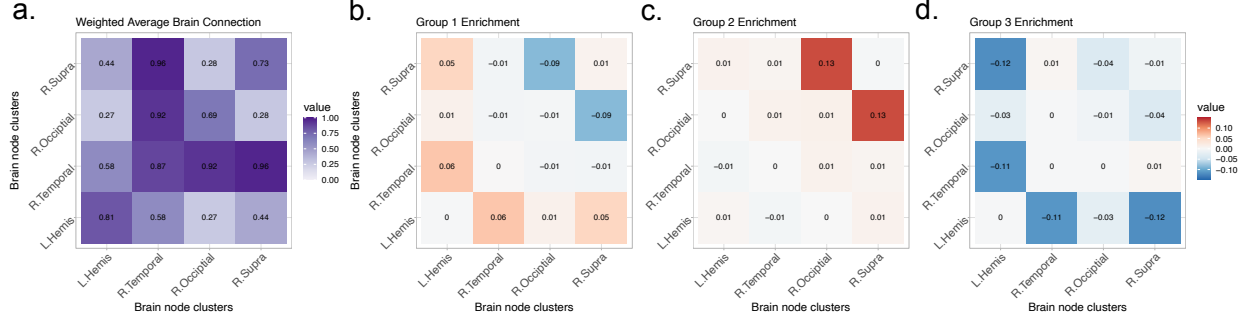 a.
Weighted Average Brain Connection
Brain node clusters
R.Supra
R.Occiptial
R.Temporal
L.Hemis
0.44 0.98 0.28 0.73
0.27 0.92 0.69 0.28
0.58 0.87 0.92 0.98
0.81 0.58 0.27 0.44
L.Hemis R.Temporal R.Occiptial R.Supra
Brain node clusters
value
1.00
0.75
0.50
0.25
0.00
b.
Group 1 Enrichment
Brain node clusters
R.Supra
R.Occiptial
R.Temporal
L.Hemis
0.05 −0.01 −0.09 0.01
0.01 −0.01 −0.01 −0.09
0.06 0 −0.01 −0.01
0 0.06 0.01 0.05
L.Hemis R.Temporal R.Occiptial R.Supra
Brain node clusters
c.
Group 2 Enrichment
R.Supra
R.Occiptial
R.Temporal
L.Hemis
0.01 0.01 0.13 0
0 0.01 0.01 0.13
−0.01 0 0.01 0.01
0.01 −0.01 0 0.01
L.Hemis R.Temporal R.Occiptial R.Supra
Brain node clusters
d.
Group 3 Enrichment
R.Supra
R.Occiptial
R.Temporal
L.Hemis
−0.12 0.01 −0.04 −0.01
−0.03 0 −0.01 −0.04
−0.11 0 0 0.01
0 −0.11 −0.03 −0.12
L.Hemis R.Temporal R.Occiptial R.Supra
Brain node clusters
value
0.10
0.05
0.00
−0.05
−0.10